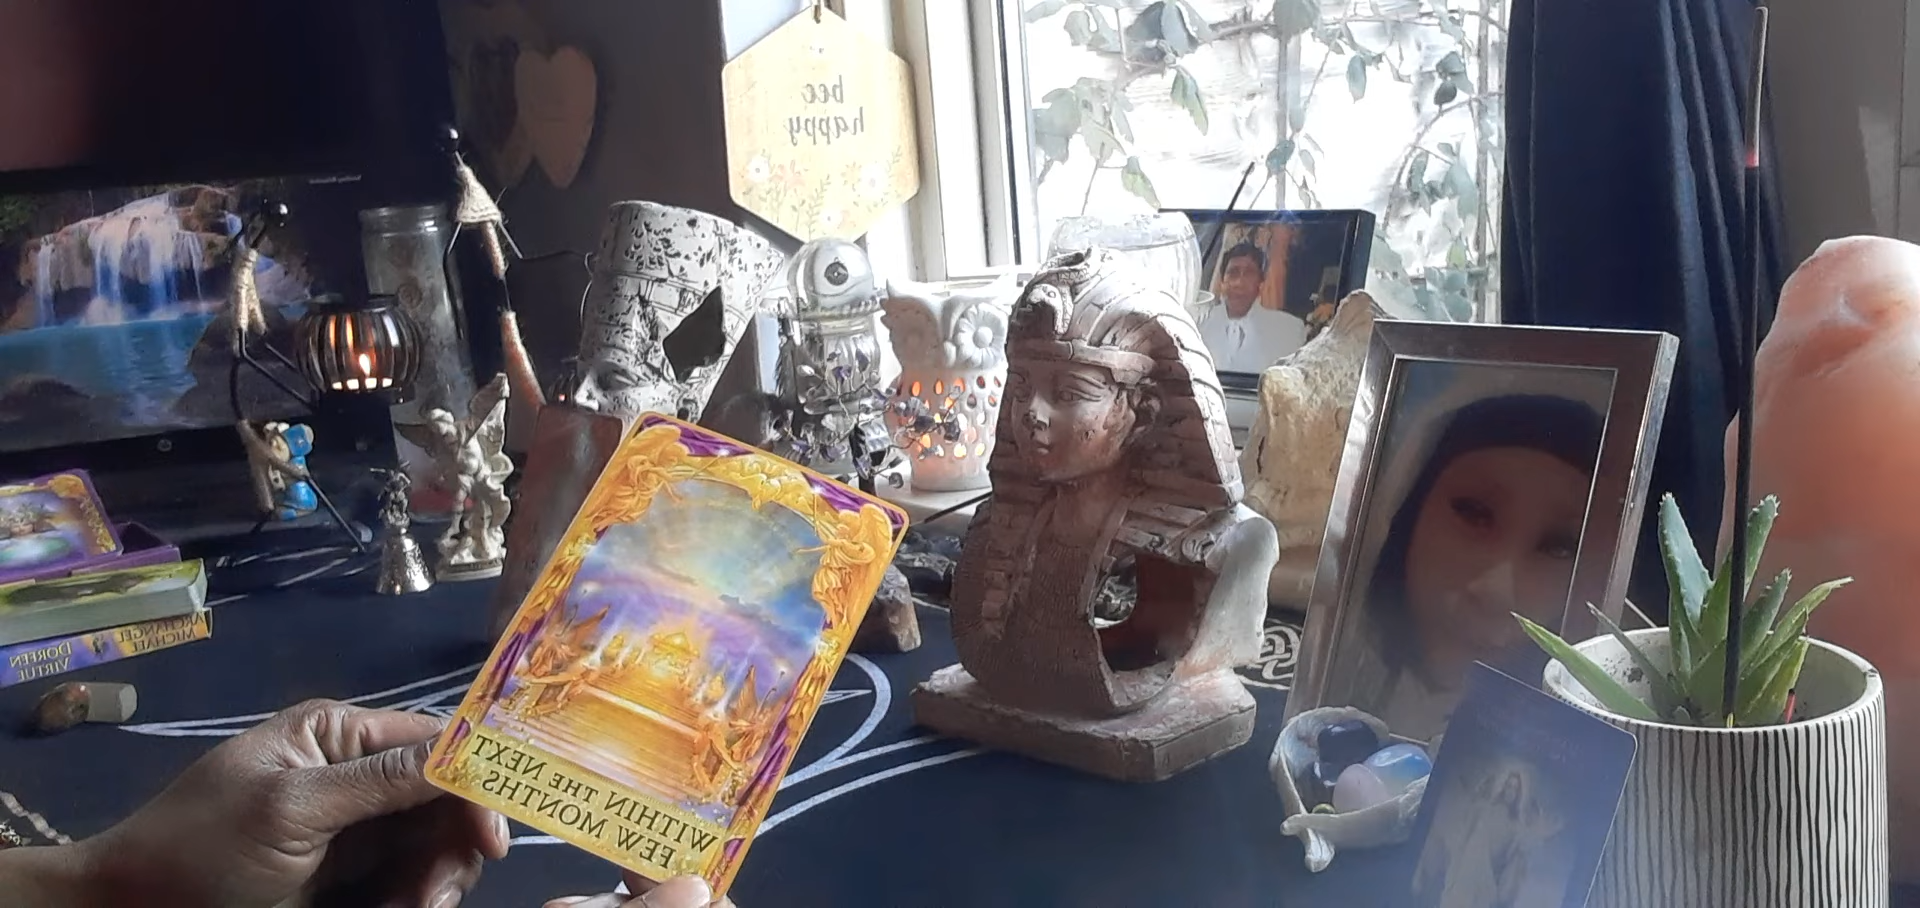 bee
happy
ARCHANGEL
MICHAEL
DOREEN
VIRTUE
WITHIN THE NEXT
FEW MONTHS